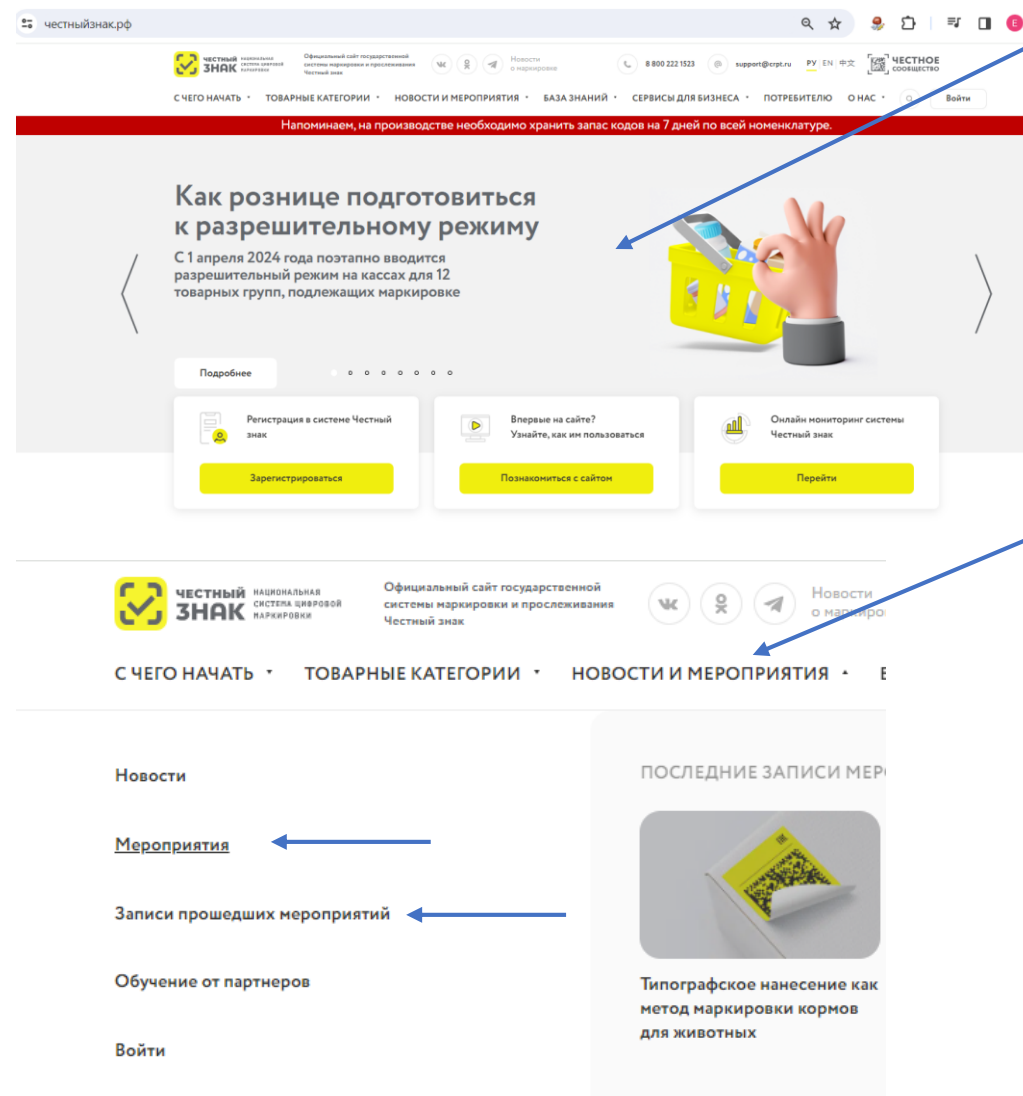 честныйзнак.рф
E
ЧЕСТНЫЙ
ЗНАК
НАЦИОНАЛЬНАЯ
СИСТЕМА ЦИФРОВОЙ
МАРКИРОВКИ
Официальный сайт государственной
системы маркировки и прослеживания
Честный знак
Новости
о маркировке
8 800 222 1523
support@crpt.ru
РУ EN 中文
ЧЕСТНОЕ
СООБЩЕСТВО
С ЧЕГО НАЧАТЬ ТОВАРНЫЕ КАТЕГОРИИ НОВОСТИ И МЕРОПРИЯТИЯ БАЗА ЗНАНИЙ СЕРВИСЫ ДЛЯ БИЗНЕСА ПОТРЕБИТЕЛЮ О НАС Войти
Напоминаем, на производстве необходимо хранить запас кодов на 7 дней по всей номенклатуре.
Как рознице подготовиться
к разрешительному режиму
С 1 апреля 2024 года поэтапно вводится
разрешительный режим на кассах для 12
товарных групп, подлежащих маркировке
Подробнее
Регистрация в системе Честный
знак
Зарегистрироваться
Впервые на сайте?
Узнайте, как им пользоваться
Познакомиться с сайтом
Онлайн мониторинг системы
Честный знак
Перейти
ЧЕСТНЫЙ
ЗНАК
НАЦИОНАЛЬНАЯ
СИСТЕМА ЦИФРОВОЙ
МАРКИРОВКИ
Официальный сайт государственной
системы маркировки и прослеживания
Честный знак
Новости
о маркиро
С ЧЕГО НАЧАТЬ ТОВАРНЫЕ КАТЕГОРИИ НОВОСТИ И МЕРОПРИЯТИЯ
Новости
Мероприятия
Записи прошедших мероприятий
Обучение от партнеров
Войти
ПОСЛЕДНИЕ ЗАПИСИ МЕР
Типографское нанесение как
метод маркировки кормов
для животных